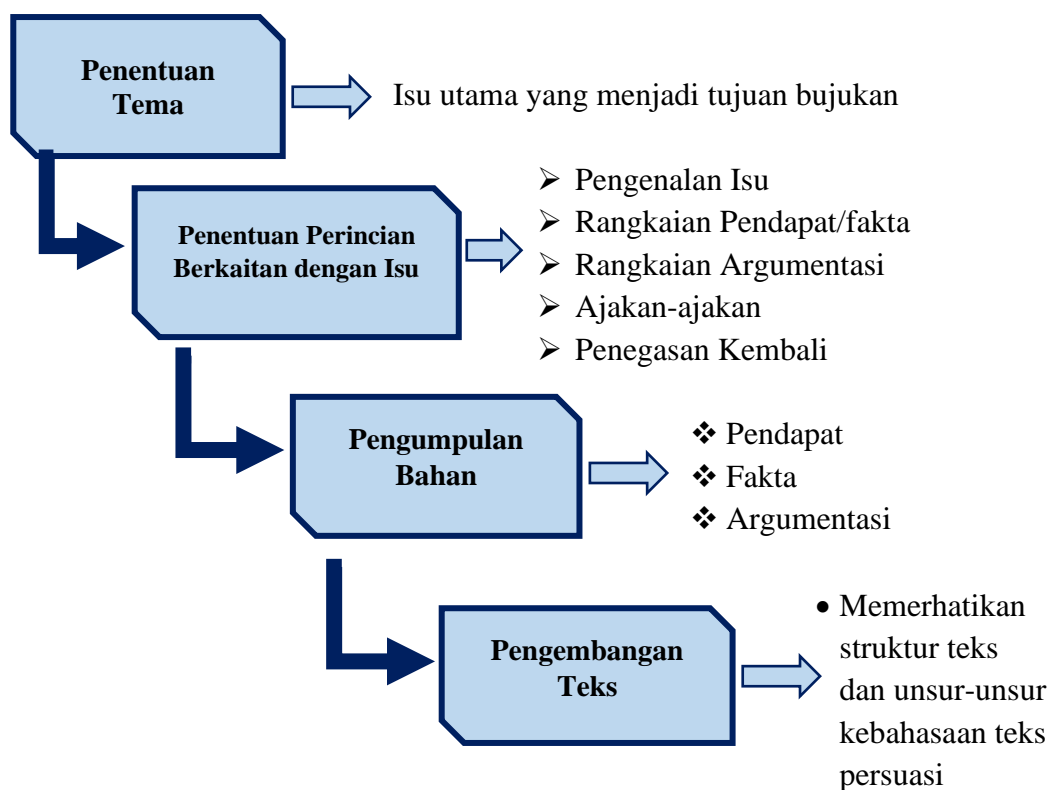 Penentuan
Tema
Isu utama yang menjadi tujuan bujukan
Penentuan Perincian
Berkaitan dengan Isu
➢ Pengenalan Isu
➢ Rangkaian Pendapat/fakta
➢ Rangkaian Argumentasi
➢ Ajakan-ajakan
➢ Penegasan Kembali
Pengumpulan
Bahan
❖ Pendapat
❖ Fakta
❖ Argumentasi
Pengembangan
Teks
• Memerhatikan
struktur teks
dan unsur-unsur
kebahasaan teks
persuasi